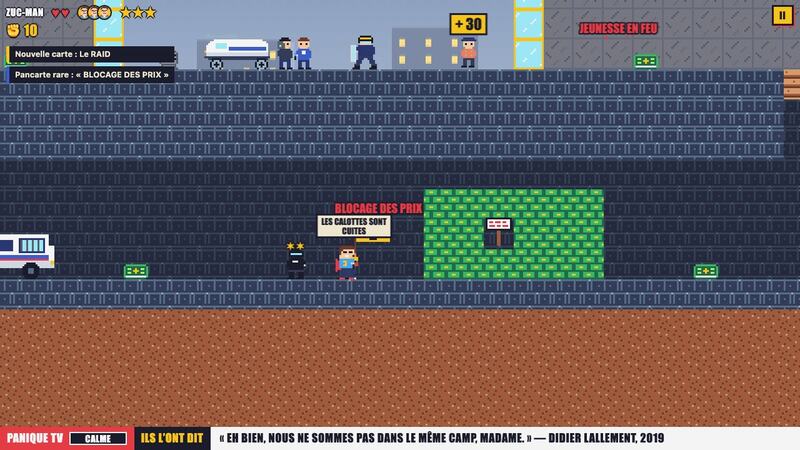 ZUC-MAN
10
+30
JEUNESSE EN FEU
Nouvelle carte : Le RAID
Pancarte rare : « BLOCAGE DES PRIX »
BLOCAGE DES PRIX
LES CALOTTES SONT
CUITES
PANIQUE TV
CALME
ILS L'ONT DIT
« EH BIEN, NOUS NE SOMMES PAS DANS LE MÊME CAMP, MADAME. » — DIDIER LALLEMENT, 2019